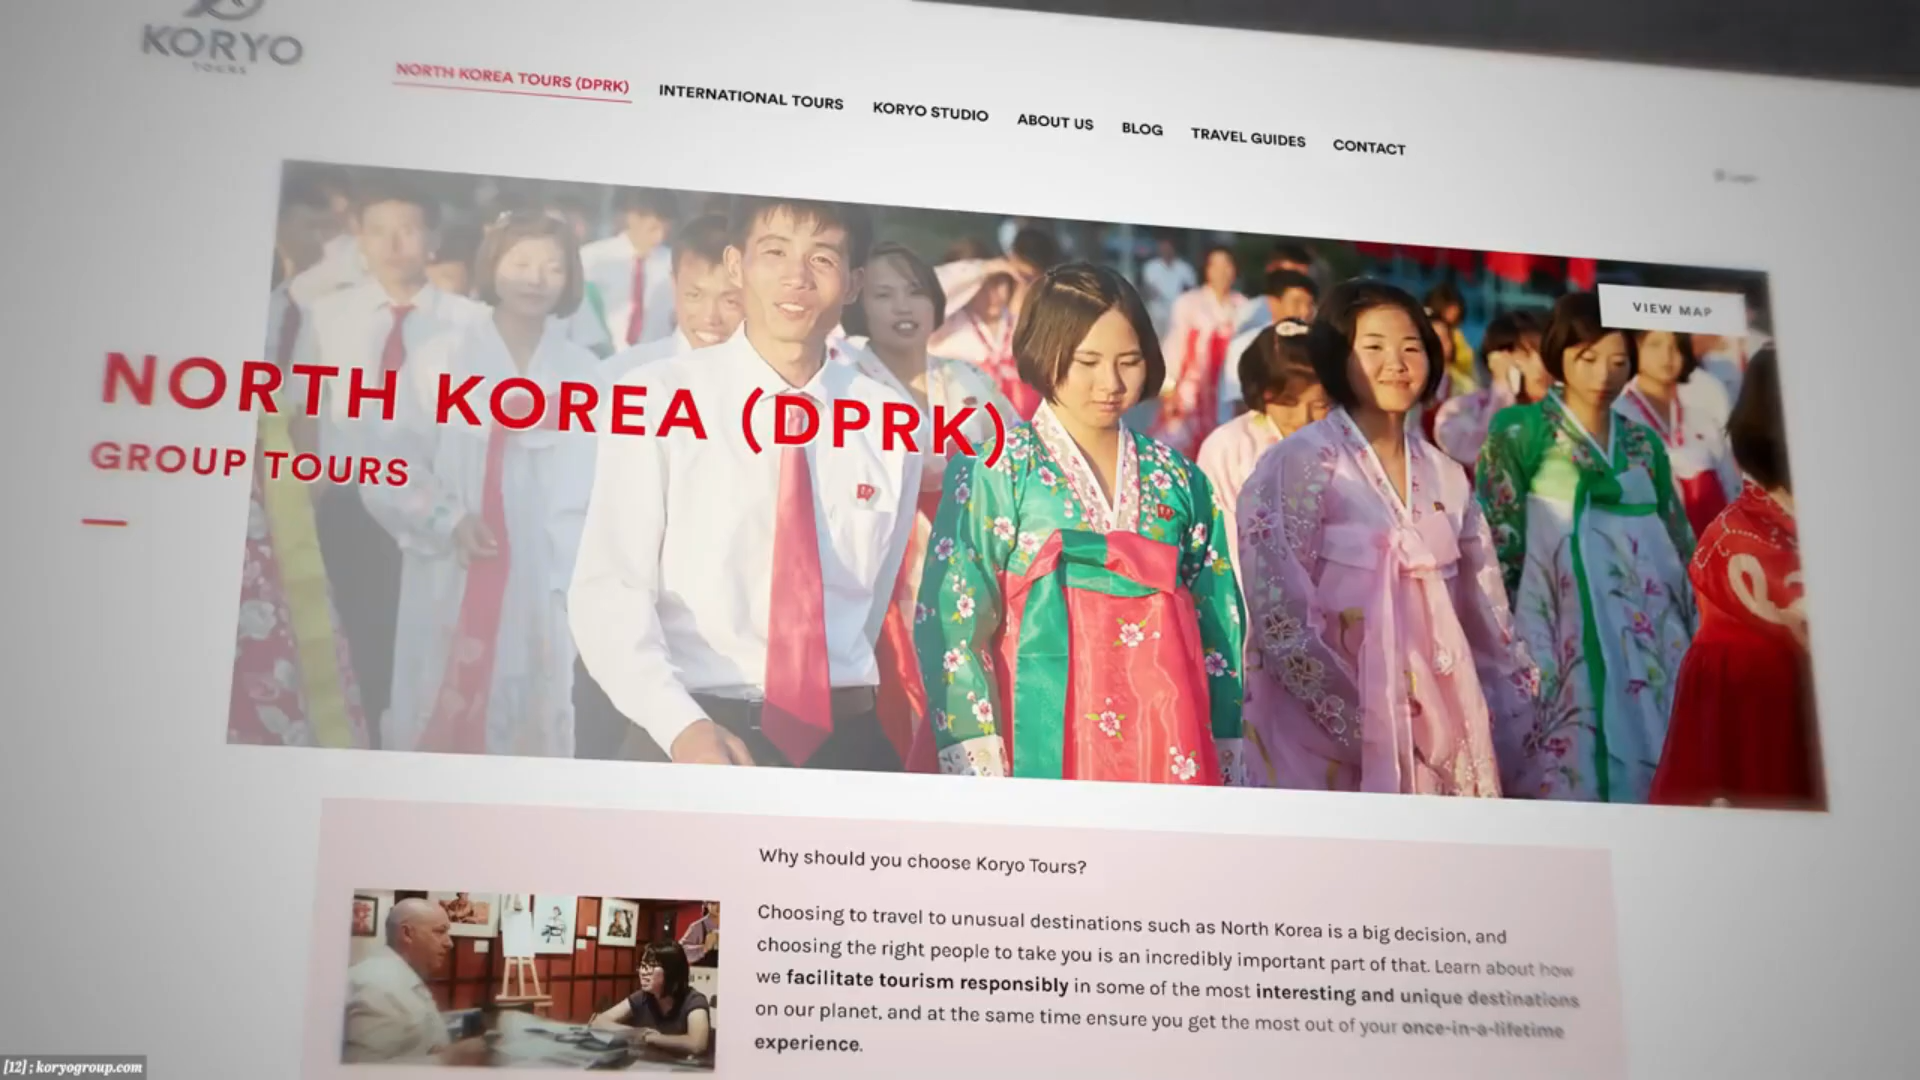 KORYO
TOURS
NORTH KOREA TOURS (DPRK)
INTERNATIONAL TOURS
KORYO STUDIO
ABOUT US
BLOG
TRAVEL GUIDES
CONTACT
Login
VIEW MAP
NORTH KOREA (DPRK)
GROUP TOURS
Why should you choose Koryo Tours?
Choosing to travel to unusual destinations such as North Korea is a big decision, and
choosing the right people to take you is an incredibly important part of that. Learn about how
we facilitate tourism responsibly in some of the most interesting and unique destinations
on our planet, and at the same time ensure you get the most out of your once-in-a-lifetime
experience.
[12] ; koryogroup.com